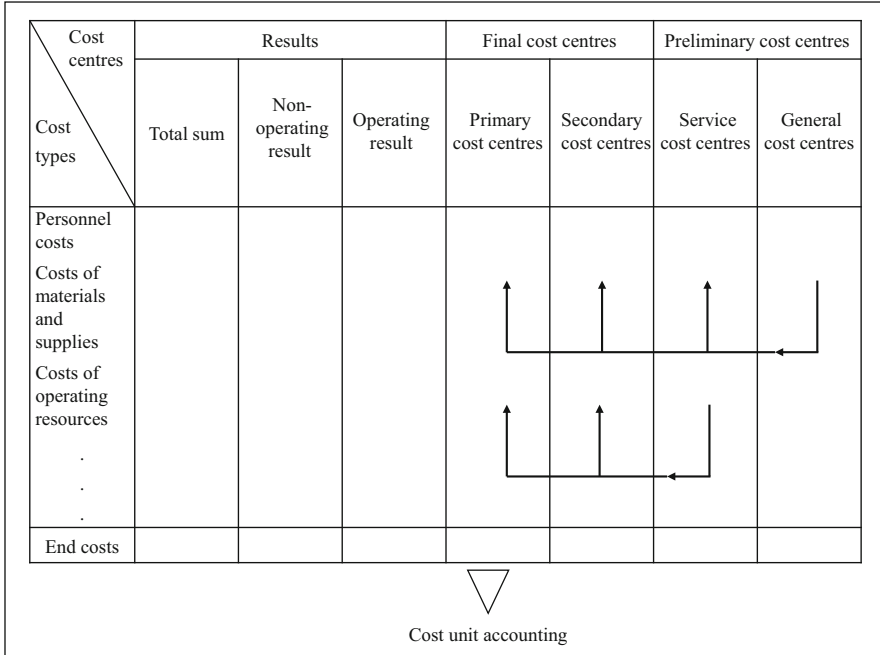 Cost
centres
Cost
types
Results
Final cost centres
Preliminary cost centres
Total sum
Non-
operating
result
Operating
result
Primary
cost centres
Secondary
cost centres
Service
cost centres
General
cost centres
Personnel
costs
Costs of
materials
and
supplies
Costs of
operating
resources
.
.
.
End costs
Cost unit accounting